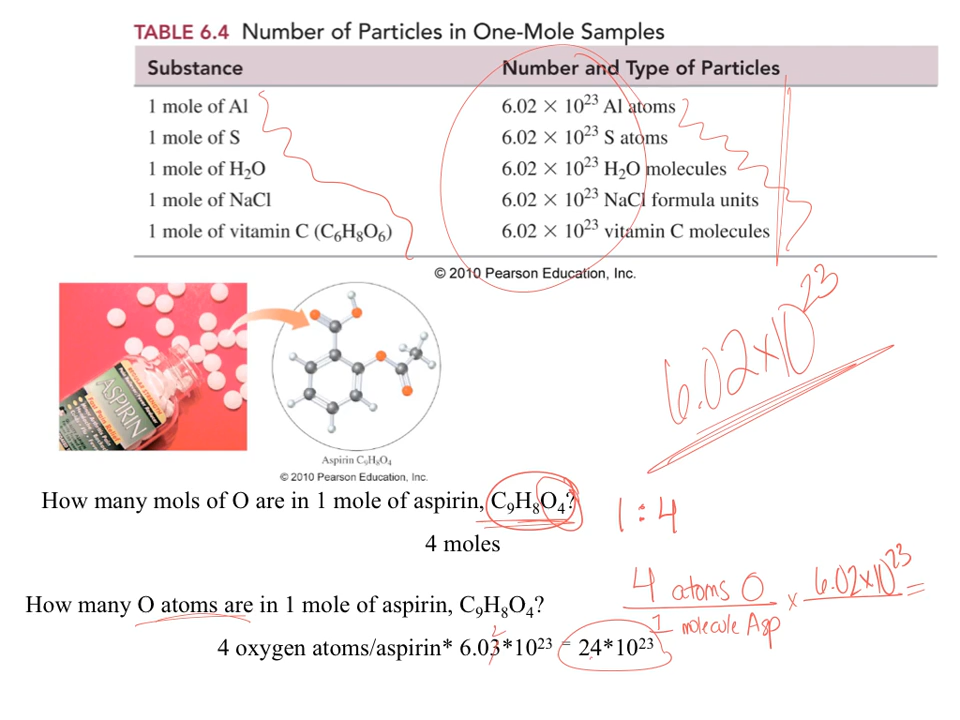 TABLE 6.4 Number of Particles in One-Mole Samples
Substance Number and Type of Particles
1 mole of Al 6.02 × 10²³ Al atoms
1 mole of S 6.02 × 10²³ S atoms
1 mole of H₂O 6.02 × 10²³ H₂O molecules
1 mole of NaCl 6.02 × 10²³ NaCl formula units
1 mole of vitamin C (C₆H₈O₆) 6.02 × 10²³ vitamin C molecules
© 2010 Pearson Education, Inc.
6.02x10²³
ASPIRIN
Aspirin C₉H₈O₄
© 2010 Pearson Education, Inc.
How many mols of O are in 1 mole of aspirin, C₉H₈O₄?
1:4
4 moles
4 atoms O x 6.02x10²³ =
1 molecule Asp
How many O atoms are in 1 mole of aspirin, C₉H₈O₄?
2
4 oxygen atoms/aspirin* 6.03*10²³ = 24*10²³